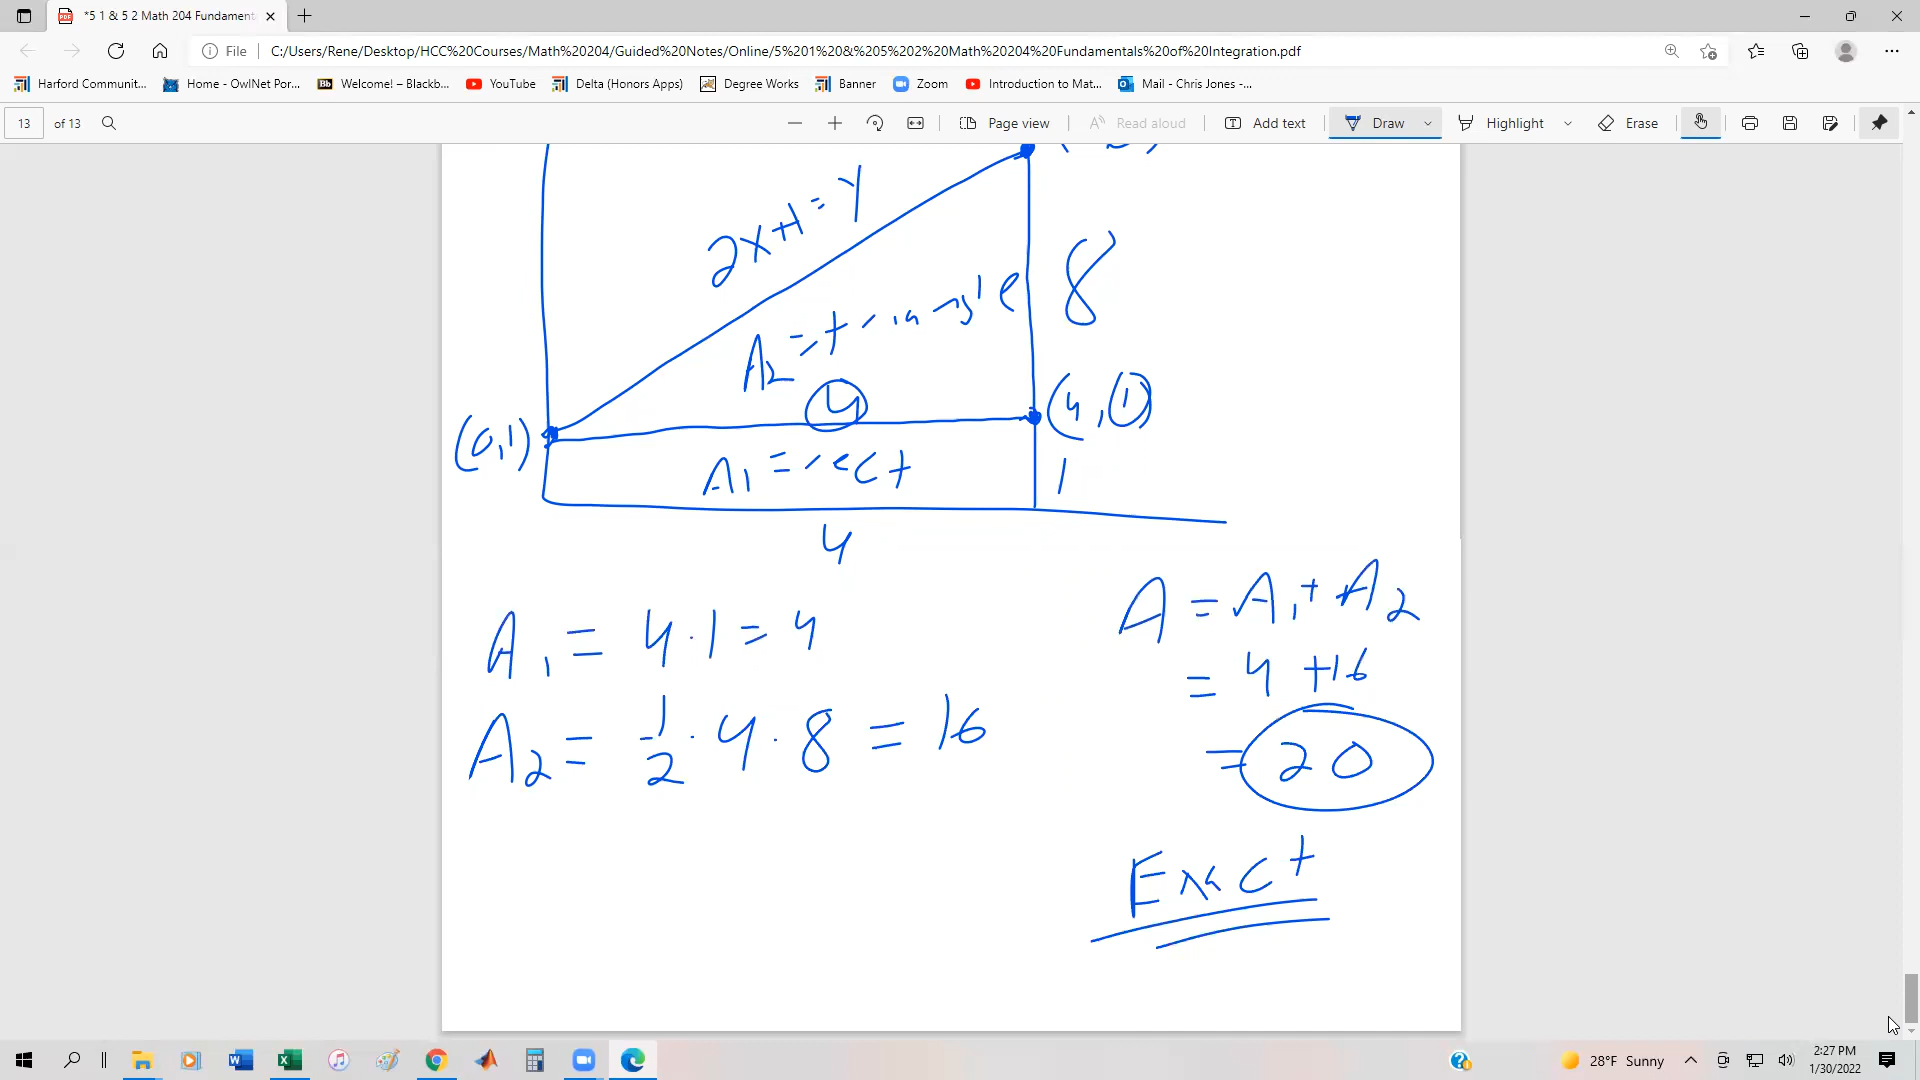 *5 1 & 5 2 Math 204 Fundament
File C:/Users/Rene/Desktop/HCC%20Courses/Math%20204/Guided%20Notes/Online/5%201%20&%205%202%20Math%20204%20Fundamentals%20of%20Integration.pdf
Harford Communit... Home - OwlNet Por... Bb Welcome! – Blackb... YouTube Delta (Honors Apps) Degree Works Banner Zoom Introduction to Mat... Mail - Chris Jones -...
13 of 13 Page view Read aloud Add text Draw Highlight Erase
2x+1=y
8
A2=triangle
4
(4,1)
(0,1)
A1=rect
1
4
A=A1+A2
A1=4·1=4
=4+16
A2=1/2·4·8=16
=20
Exact
28°F Sunny
2:27 PM
1/30/2022